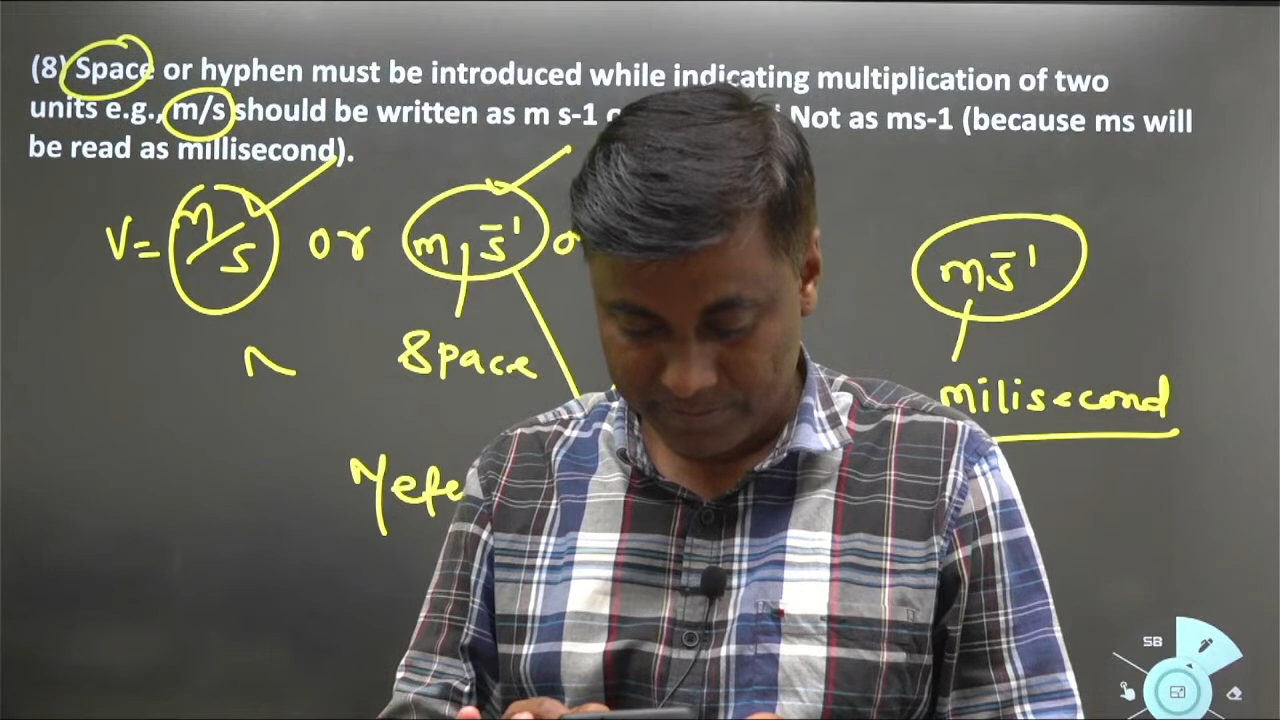 (8) Space or hyphen must be introduced while indicating multiplication of two
units e.g., m/s should be written as m s-1 Not as ms-1 (because ms will
be read as millisecond).
V = m/s or m s⁻¹
ms⁻¹
Space
milisecond
SB